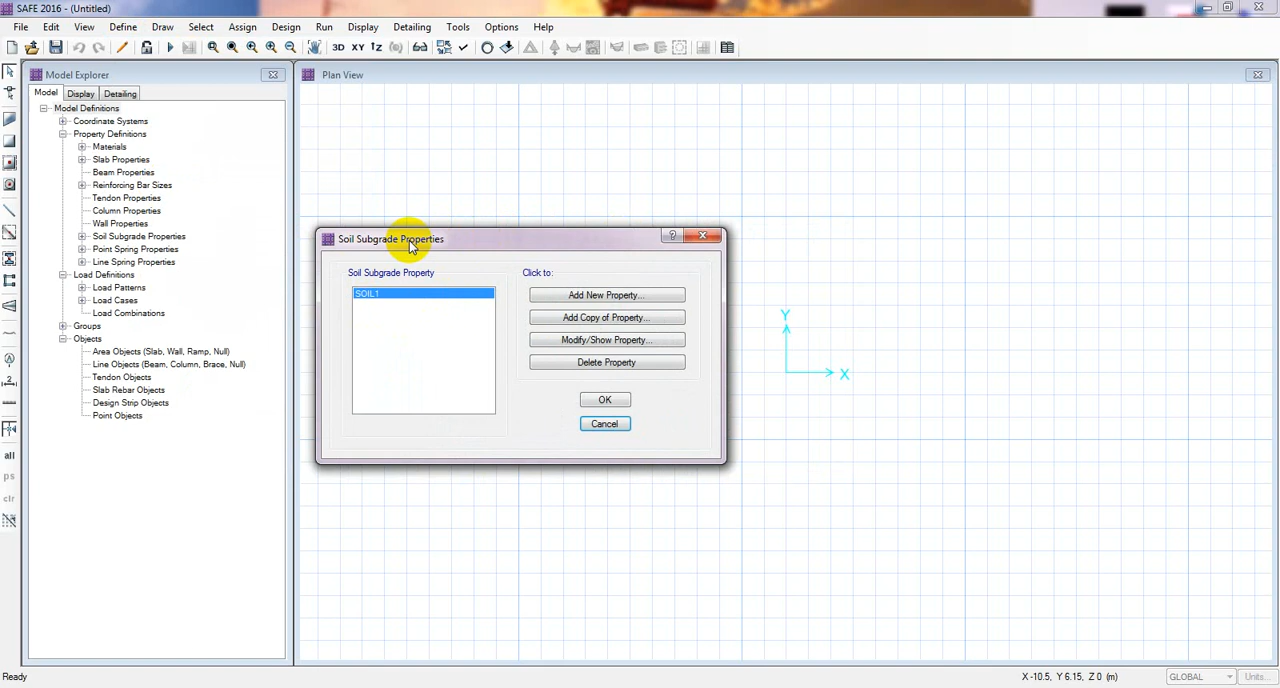 SAFE 2016 - (Untitled)
File Edit View Define Draw Select Assign Design Run Display Detailing Tools Options Help
3D XY XZ
Model Explorer
Plan View
Model Display Detailing
Model Definitions
Coordinate Systems
Property Definitions
Materials
Slab Properties
Beam Properties
Reinforcing Bar Sizes
Tendon Properties
Column Properties
Wall Properties
Soil Subgrade Properties
Point Spring Properties
Line Spring Properties
Load Definitions
Load Patterns
Load Cases
Load Combinations
Groups
Objects
Area Objects (Slab, Wall, Ramp, Null)
Line Objects (Beam, Column, Brace, Null)
Tendon Objects
Slab Rebar Objects
Design Strip Objects
Point Objects
all
ps
clr
Soil Subgrade Properties
Soil Subgrade Property
SOIL1
Click to:
Add New Property...
Add Copy of Property...
Modify/Show Property...
Delete Property
OK
Cancel
Y
X
Ready
X -10.5, Y 6.15, Z 0 (m)
GLOBAL
Units...